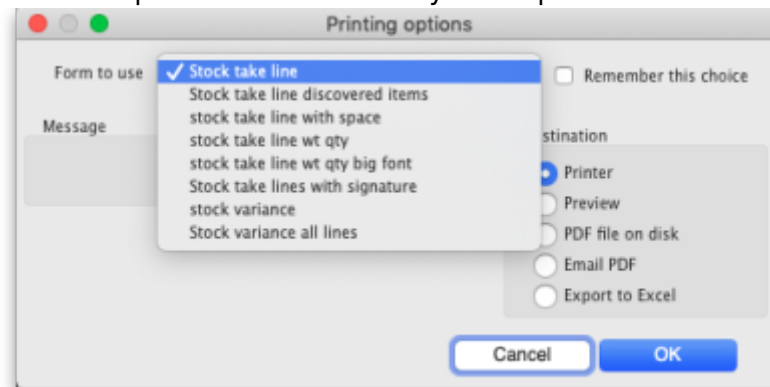 Printing options
Form to use
✓ Stock take line
Stock take line discovered items
stock take line with space
stock take line wt qty
stock take line wt qty big font
Stock take lines with signature
stock variance
Stock variance all lines
Remember this choice
Message
stination
Printer
Preview
PDF file on disk
Email PDF
Export to Excel
Cancel
OK